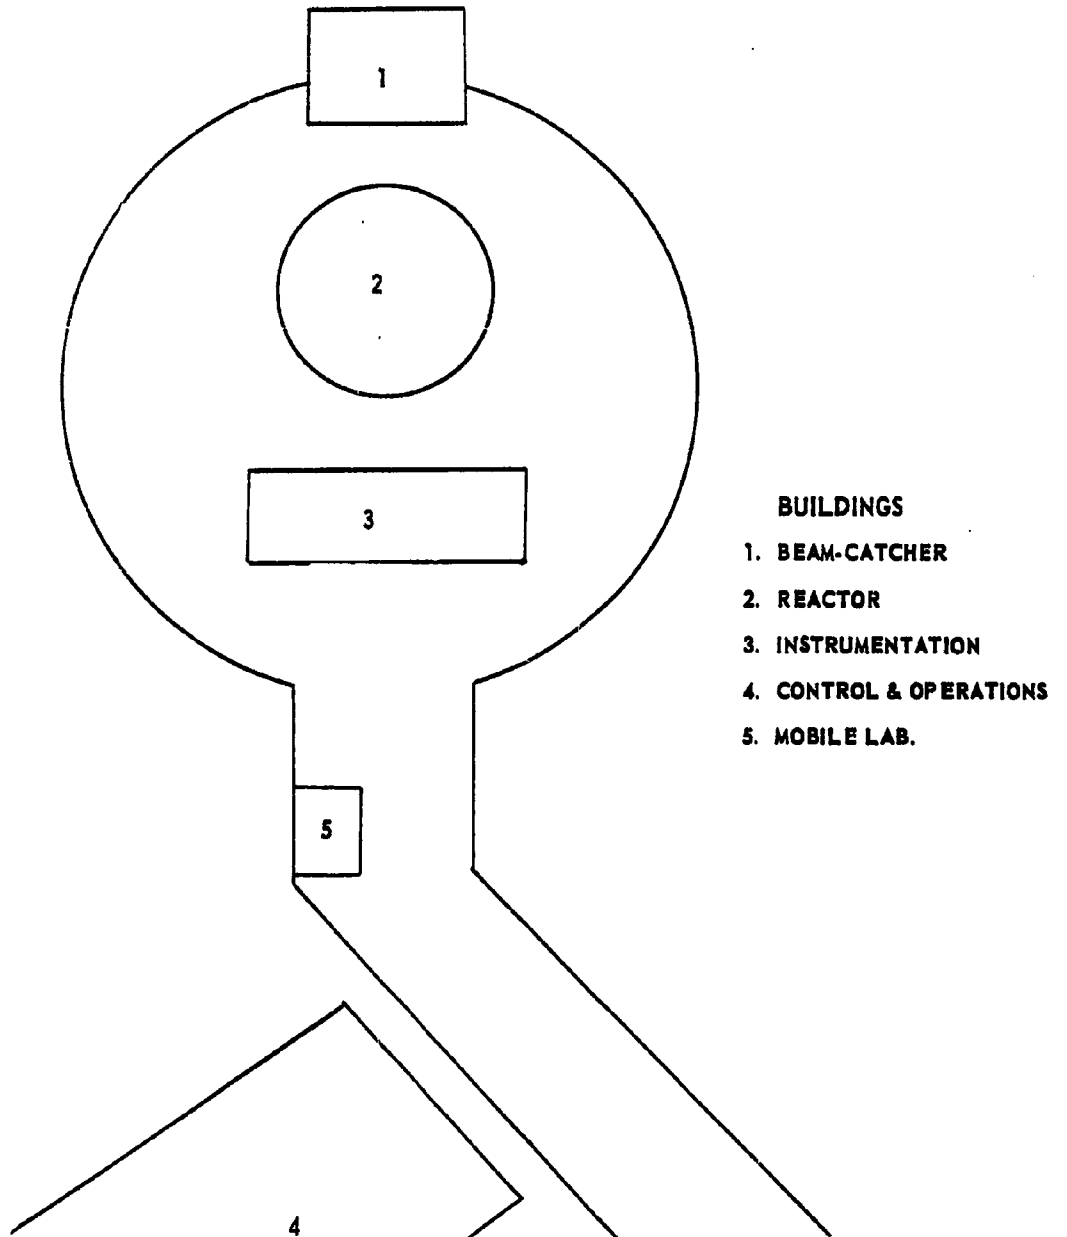 1
2
3
BUILDINGS
1. BEAM-CATCHER
2. REACTOR
3. INSTRUMENTATION
4. CONTROL & OPERATIONS
5. MOBILE LAB.
5
4